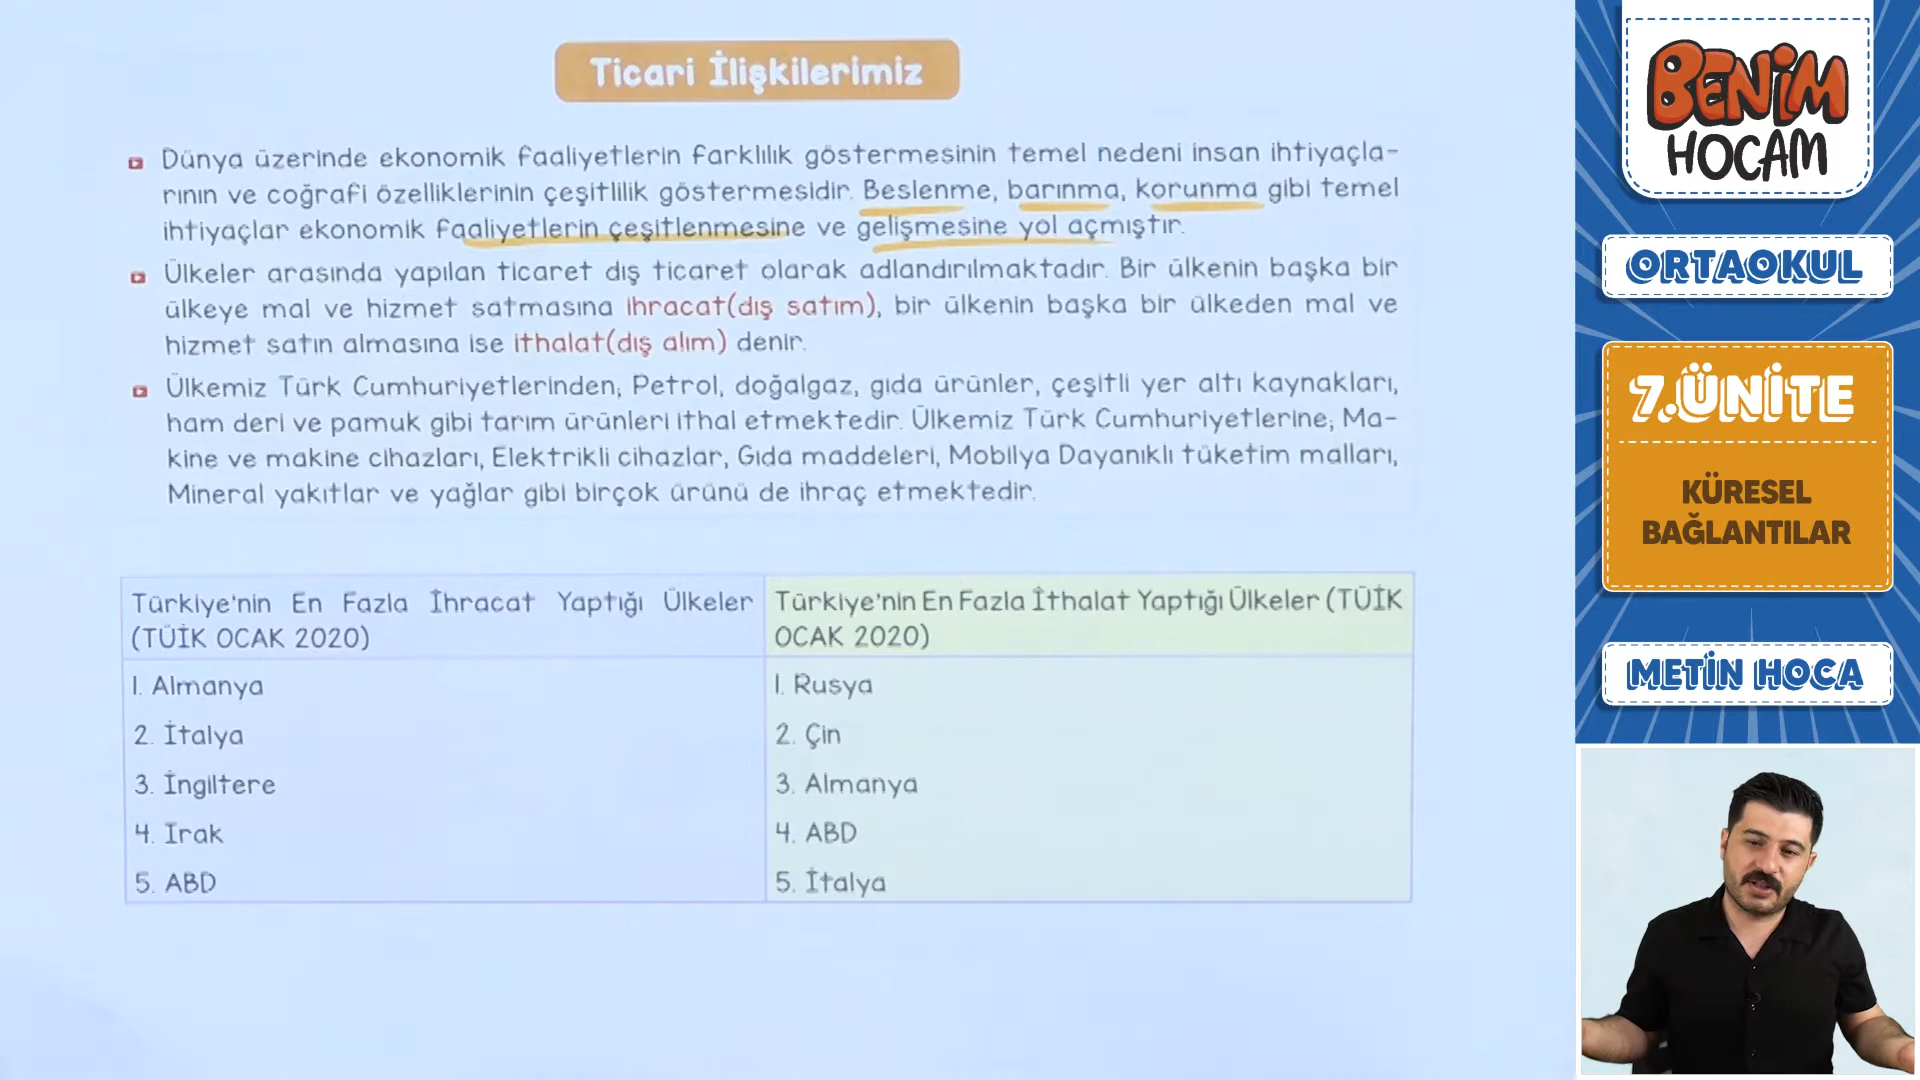 Ticari İlişkilerimiz
Dünya üzerinde ekonomik faaliyetlerin farklılık göstermesinin temel nedeni insan ihtiyaçla-
rının ve coğrafi özelliklerinin çeşitlilik göstermesidir. Beslenme, barınma, korunma gibi temel
ihtiyaçlar ekonomik faaliyetlerin çeşitlenmesine ve gelişmesine yol açmıştır.
Ülkeler arasında yapılan ticaret dış ticaret olarak adlandırılmaktadır. Bir ülkenin başka bir
ülkeye mal ve hizmet satmasına ihracat(dış satım), bir ülkenin başka bir ülkeden mal ve
hizmet satın almasına ise ithalat(dış alım) denir.
Ülkemiz Türk Cumhuriyetlerinden; Petrol, doğalgaz, gıda ürünler, çeşitli yer altı kaynakları,
ham deri ve pamuk gibi tarım ürünleri ithal etmektedir. Ülkemiz Türk Cumhuriyetlerine; Ma-
kine ve makine cihazları, Elektrikli cihazlar, Gıda maddeleri, Mobilya Dayanıklı tüketim malları,
Mineral yakıtlar ve yağlar gibi birçok ürünü de ihraç etmektedir.
Türkiye'nin En Fazla İhracat Yaptığı Ülkeler
(TÜİK OCAK 2020)
1. Almanya
2. İtalya
3. İngiltere
4. Irak
5. ABD
Türkiye'nin En Fazla İthalat Yaptığı Ülkeler (TÜİK
OCAK 2020)
1. Rusya
2. Çin
3. Almanya
4. ABD
5. İtalya
BENİM
HOCAM
ORTAOKUL
7.ÜNİTE
KÜRESEL
BAĞLANTILAR
METİN HOCA